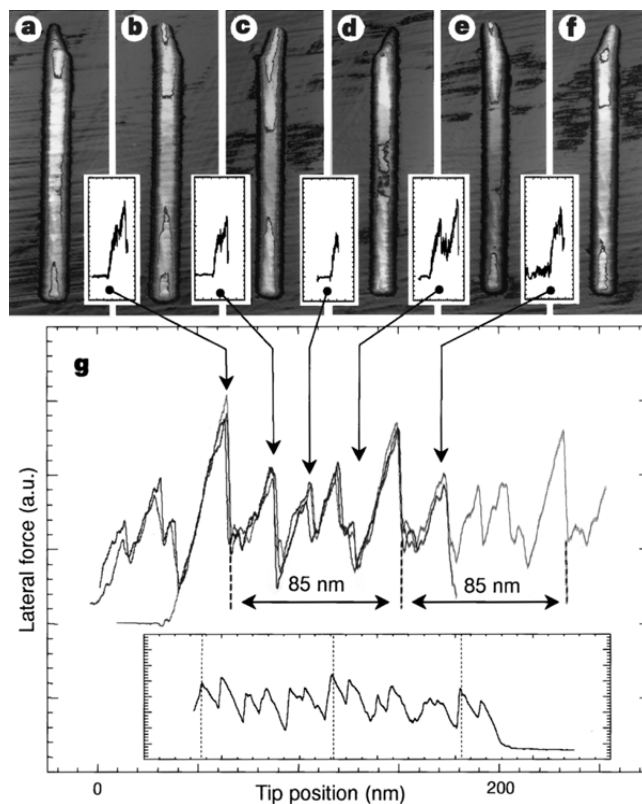 a b c d e f
g
Lateral force (a.u.)
85 nm 85 nm
0 200
Tip position (nm)